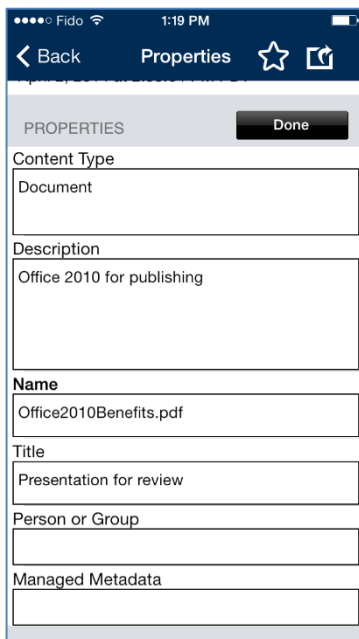 Fido 1:19 PM
Back Properties
PROPERTIES Done
Content Type
Document
Description
Office 2010 for publishing
Name
Office2010Benefits.pdf
Title
Presentation for review
Person or Group
Managed Metadata